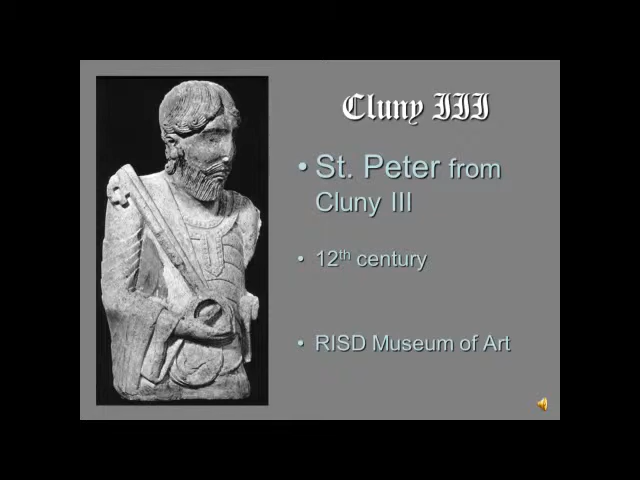 Cluny III
• St. Peter from
Cluny III
• 12th century
• RISD Museum of Art